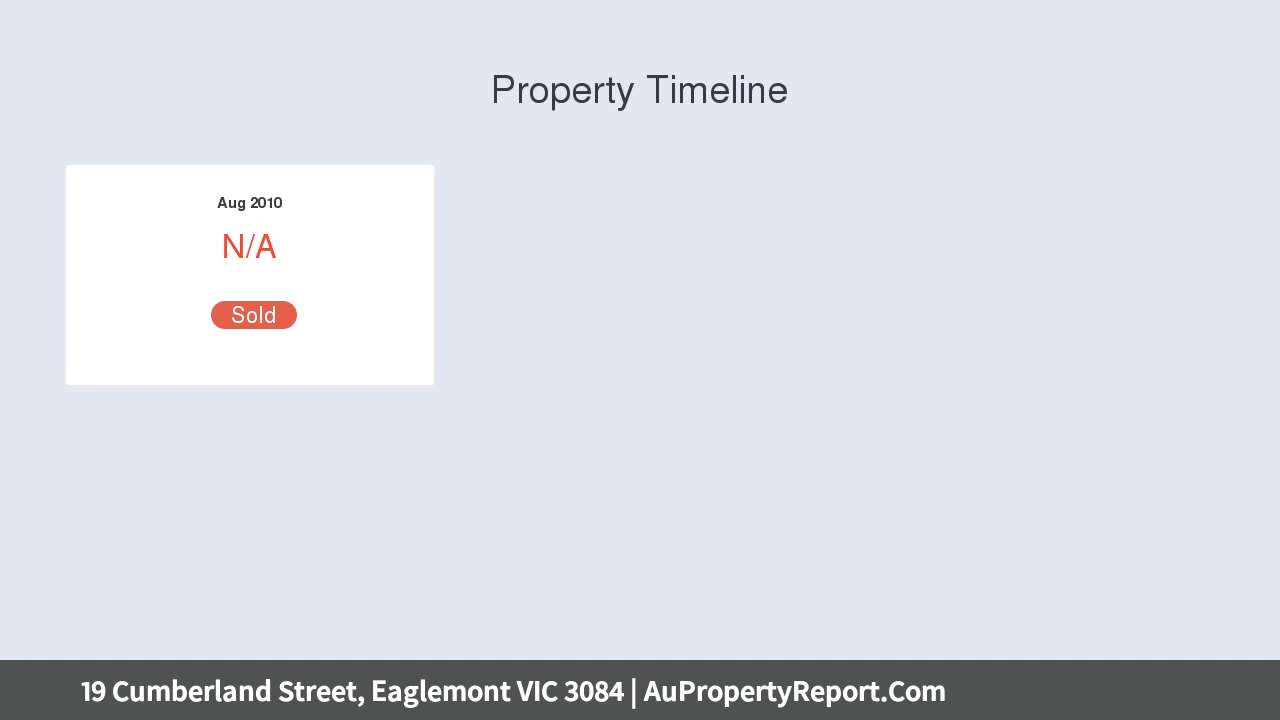 Property Timeline
Aug 2010
N/A
Sold
19 Cumberland Street, Eaglemont VIC 3084 | AuPropertyReport.Com